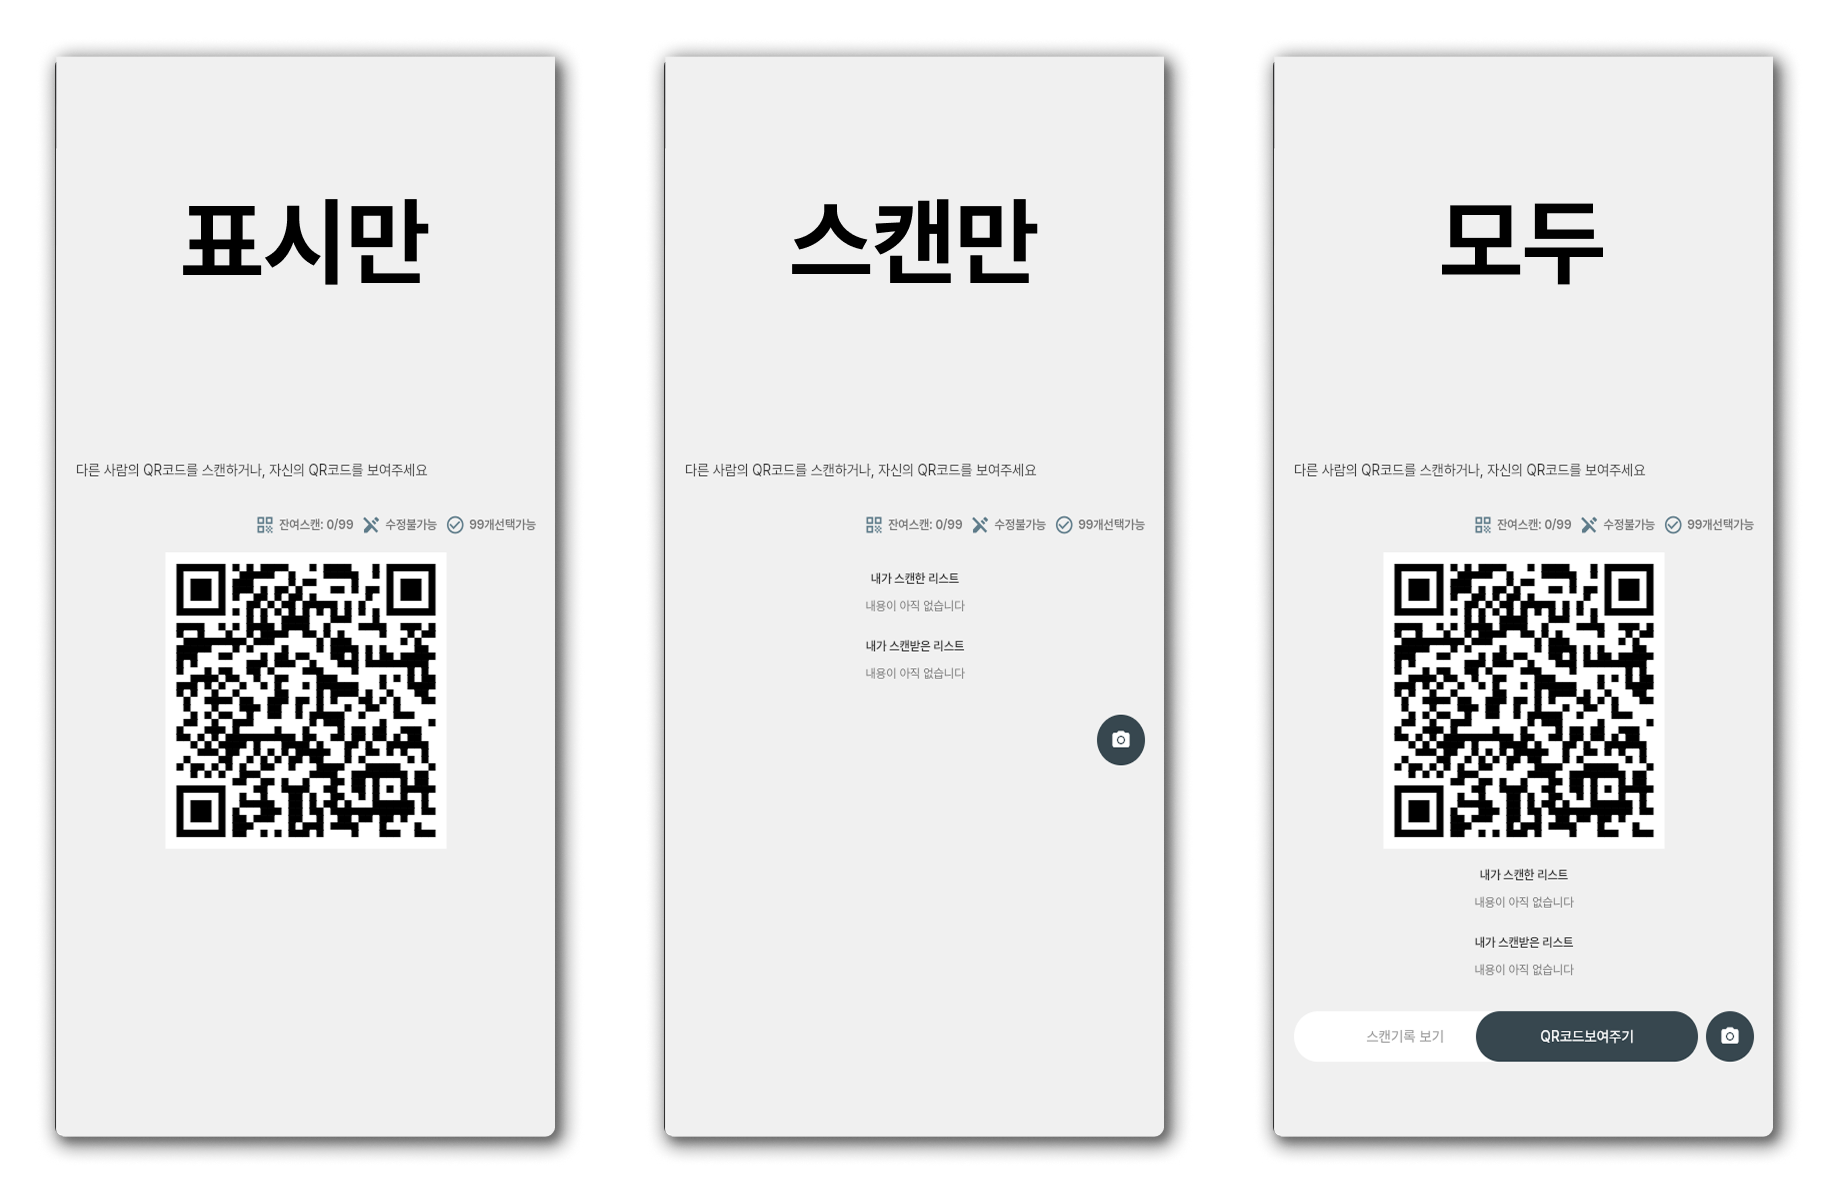 표시만
다른 사람의 QR코드를 스캔하거나, 자신의 QR코드를 보여주세요
잔여스캔: 0/99 수정불가능 99개선택가능
스캔만
다른 사람의 QR코드를 스캔하거나, 자신의 QR코드를 보여주세요
잔여스캔: 0/99 수정불가능 99개선택가능
내가 스캔한 리스트
내용이 아직 없습니다
내가 스캔받은 리스트
내용이 아직 없습니다
모두
다른 사람의 QR코드를 스캔하거나, 자신의 QR코드를 보여주세요
잔여스캔: 0/99 수정불가능 99개선택가능
내가 스캔한 리스트
내용이 아직 없습니다
내가 스캔받은 리스트
내용이 아직 없습니다
스캔기록 보기 QR코드보여주기